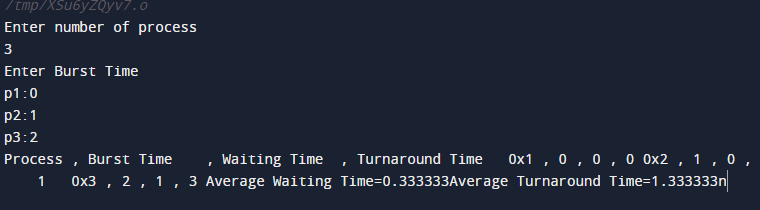 /tmp/XSu6yZQyv7.o
Enter number of process
3
Enter Burst Time
p1:0
p2:1
p3:2
Process , Burst Time    , Waiting Time  , Turnaround Time   0x1 , 0 , 0 , 0 0x2 , 1 , 0 ,
    1   0x3 , 2 , 1 , 3 Average Waiting Time=0.333333Average Turnaround Time=1.333333n